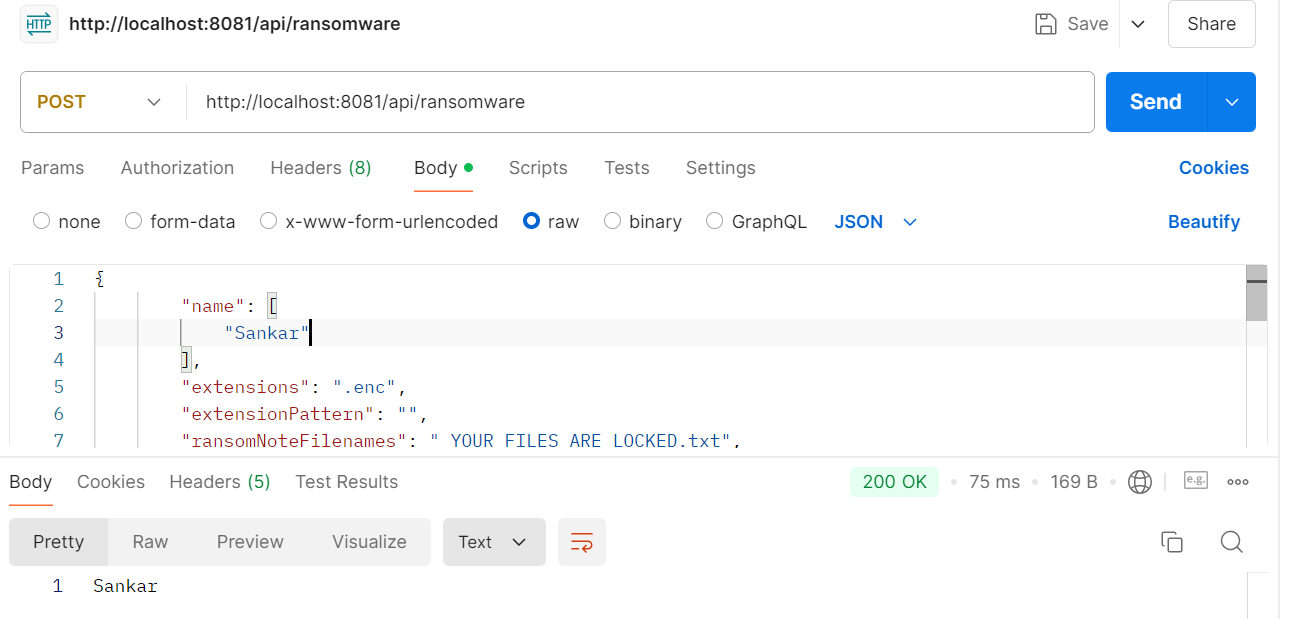 HTTP http://localhost:8081/api/ransomware Save Share
POST http://localhost:8081/api/ransomware Send
Params Authorization Headers (8) Body Scripts Tests Settings Cookies
none form-data x-www-form-urlencoded raw binary GraphQL JSON Beautify
1 {
2 "name": [
3 "Sankar"
4 ],
5 "extensions": ".enc",
6 "extensionPattern": "",
7 "ransomNoteFilenames": " YOUR FILES ARE LOCKED.txt",
Body Cookies Headers (5) Test Results 200 OK 75 ms 169 B e.g.
Pretty Raw Preview Visualize Text
1 Sankar